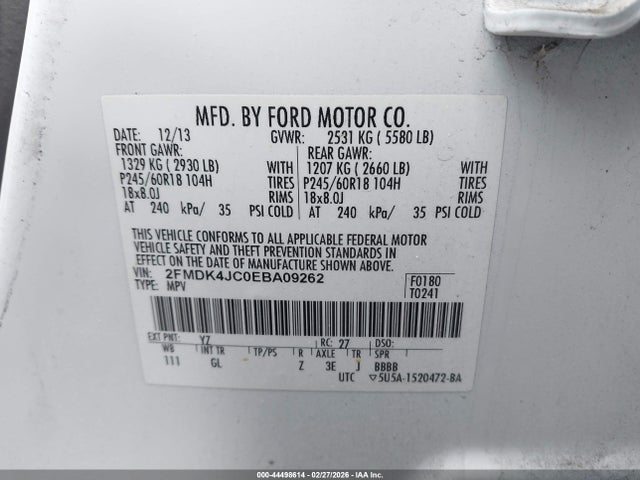 MFD. BY FORD MOTOR CO.
DATE: 12/13 GVWR: 2531 KG ( 5580 LB)
FRONT GAWR: REAR GAWR:
1329 KG ( 2930 LB) WITH 1207 KG ( 2660 LB) WITH
P245/60R18 104H TIRES P245/60R18 104H TIRES
18x8.0J RIMS 18x8.0J RIMS
AT 240 kPa/ 35 PSI COLD AT 240 kPa/ 35 PSI COLD
THIS VEHICLE CONFORMS TO ALL APPLICABLE FEDERAL MOTOR
VEHICLE SAFETY AND THEFT PREVENTION STANDARDS IN
EFFECT ON THE DATE OF MANUFACTURE SHOWN ABOVE.
VIN: 2FMDK4JC0EBA09262 F0180
TYPE: MPV T0241
EXT PNT: YZ RC: 27 DSO:
WB INT TR TP/PS R AXLE TR SPR
111 GL Z 3E J BBBB
UTC ▽5U5A-1520472-BA
000-44498614 - 02/27/2026 - IAA Inc.